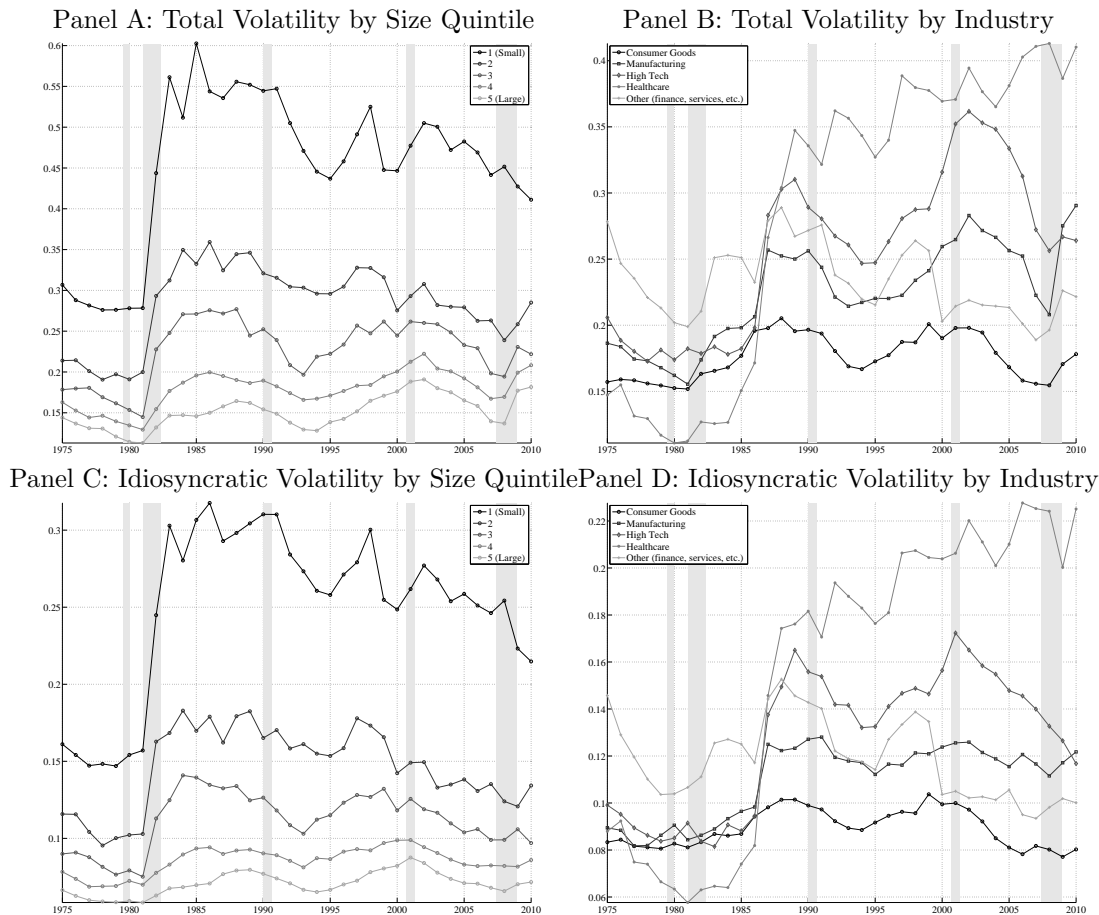 Panel A: Total Volatility by Size Quintile
0.6
0.55
0.5
0.45
0.4
0.35
0.3
0.25
0.2
0.15
1975 1980 1985 1990 1995 2000 2005 2010
1 (Small)
2
3
4
5 (Large)
Panel B: Total Volatility by Industry
0.4
0.35
0.3
0.25
0.2
0.15
1975 1980 1985 1990 1995 2000 2005 2010
Consumer Goods
Manufacturing
High Tech
Healthcare
Other (finance, services, etc.)
Panel C: Idiosyncratic Volatility by Size Quintile
0.3
0.25
0.2
0.15
0.1
1975 1980 1985 1990 1995 2000 2005 2010
1 (Small)
2
3
4
5 (Large)
Panel D: Idiosyncratic Volatility by Industry
0.22
0.2
0.18
0.16
0.14
0.12
0.1
0.08
0.06
1975 1980 1985 1990 1995 2000 2005 2010
Consumer Goods
Manufacturing
High Tech
Healthcare
Other (finance, services, etc.)